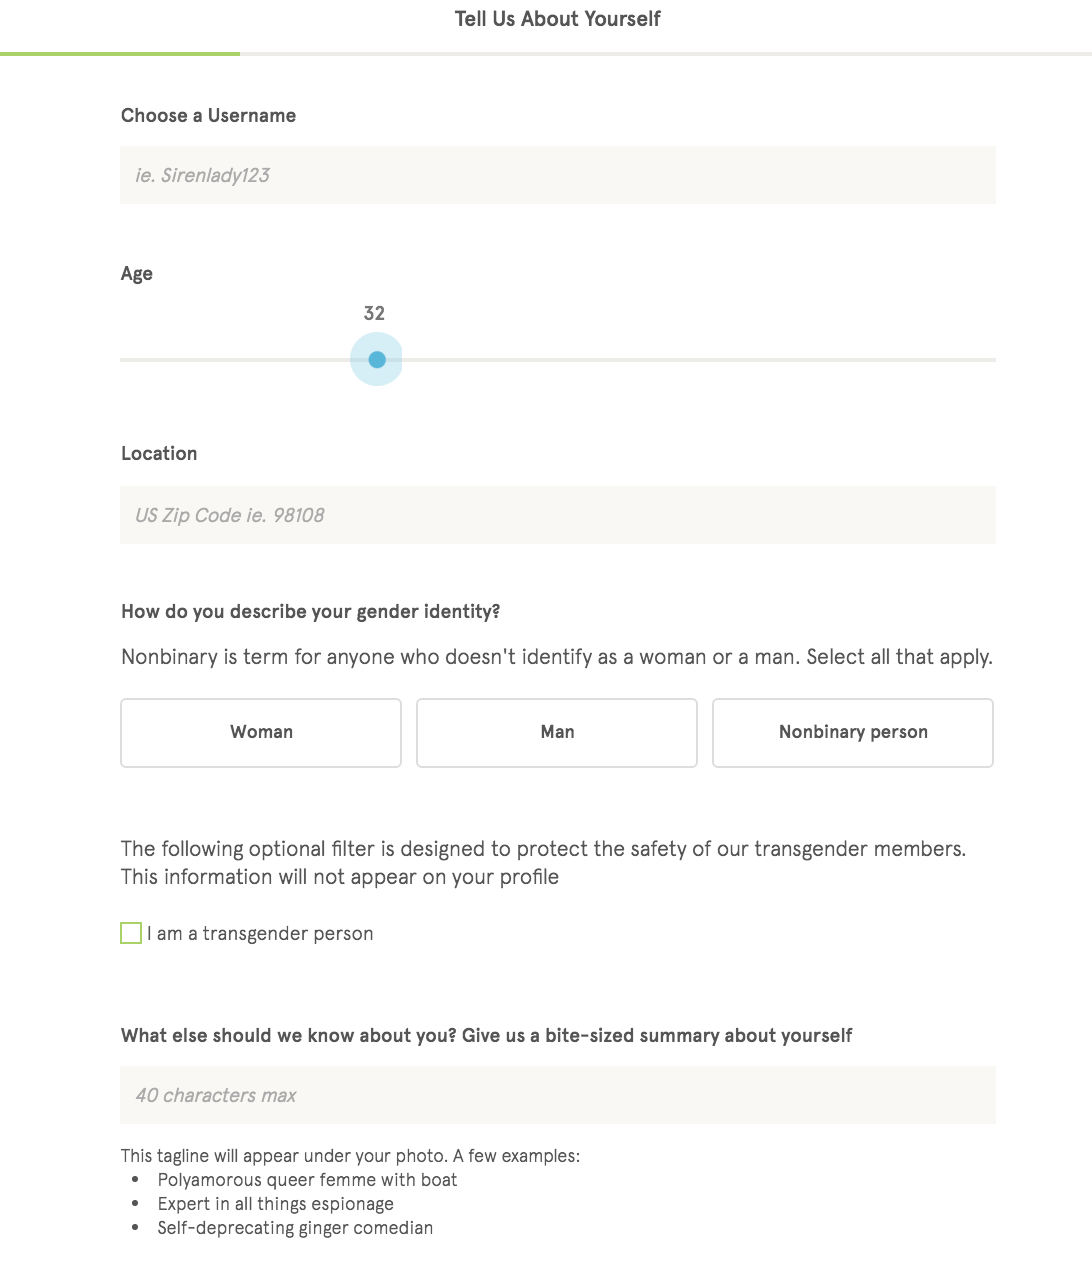 Tell Us About Yourself
Choose a Username
ie. Sirenlady123
Age
32
Location
US Zip Code ie. 98108
How do you describe your gender identity?
Nonbinary is term for anyone who doesn't identify as a woman or a man. Select all that apply.
Woman
Man
Nonbinary person
The following optional filter is designed to protect the safety of our transgender members.
This information will not appear on your profile
I am a transgender person
What else should we know about you? Give us a bite-sized summary about yourself
40 characters max
This tagline will appear under your photo. A few examples:
• Polyamorous queer femme with boat
• Expert in all things espionage
• Self-deprecating ginger comedian